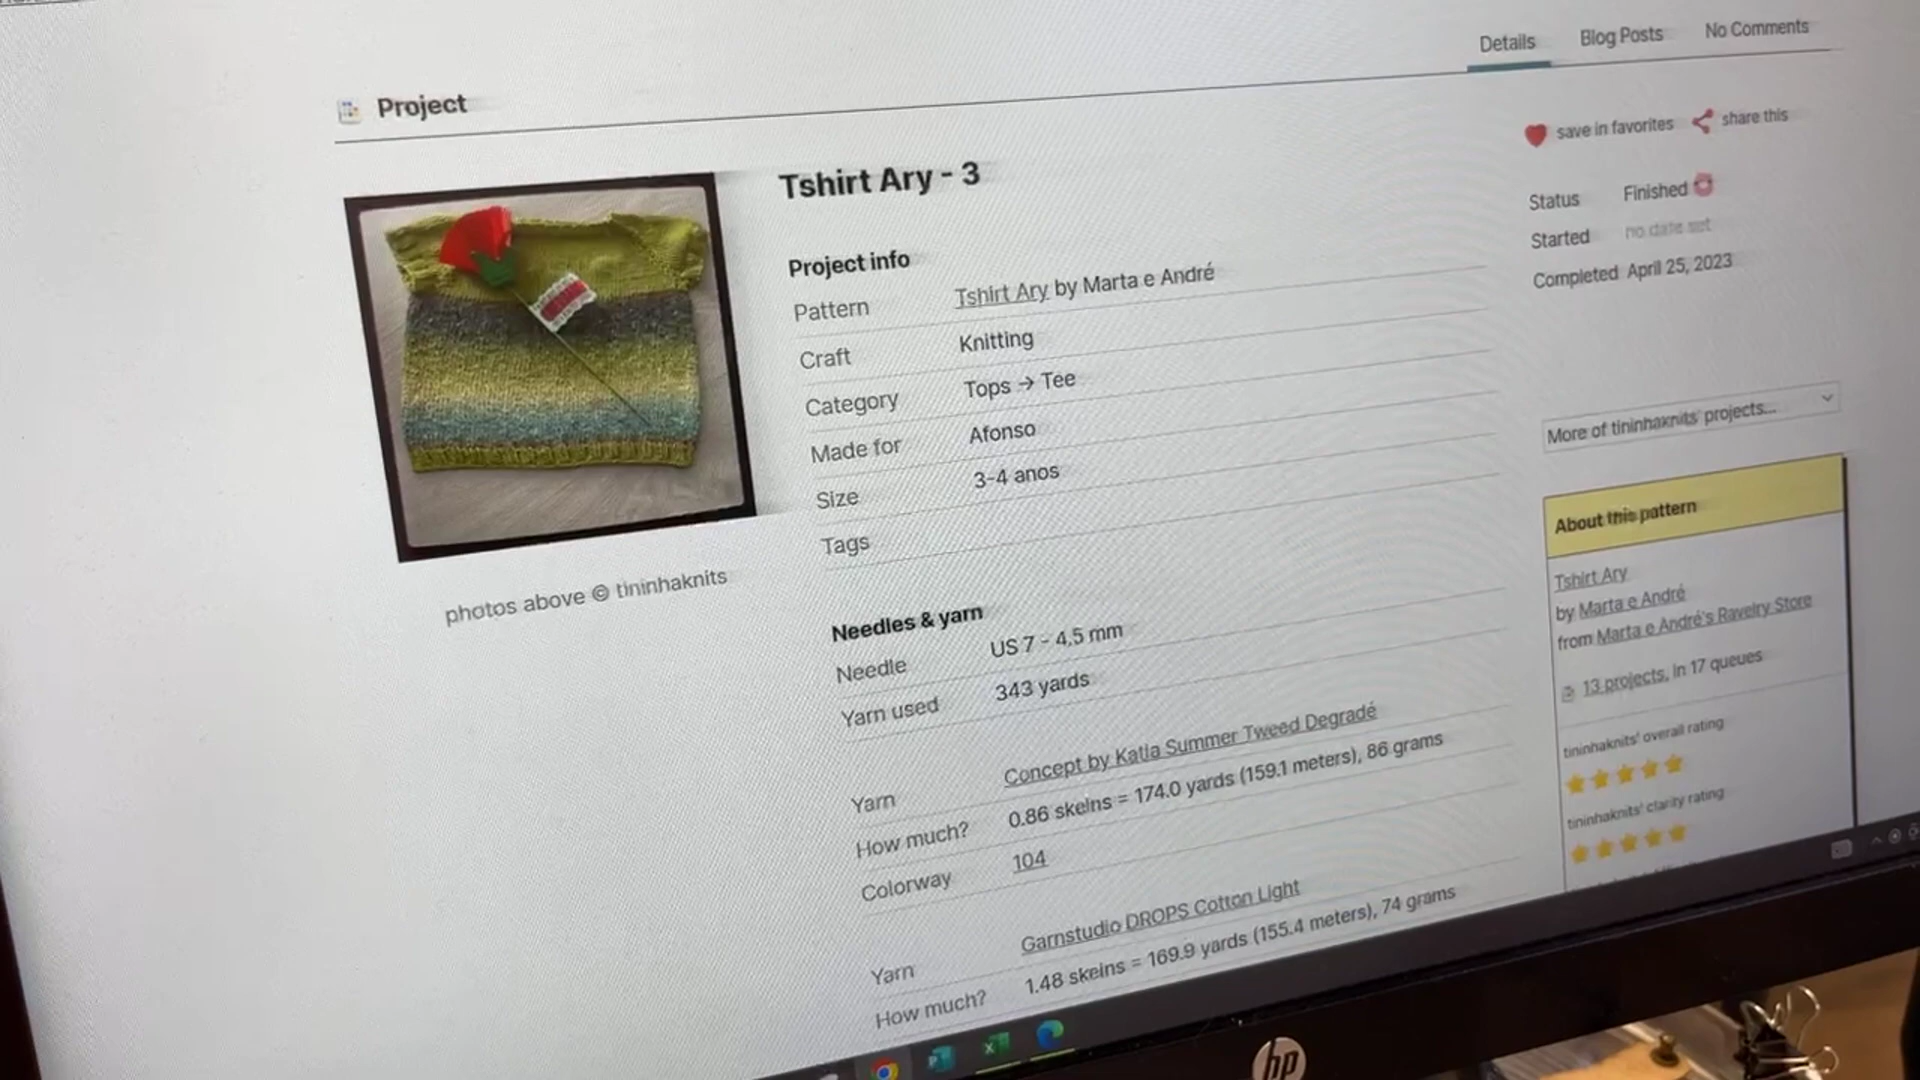 Details Blog Posts No Comments
Project
save in favorites share this
Tshirt Ary - 3
Status Finished
Started no date set
Completed April 25, 2023
Project info
Pattern Tshirt Ary by Marta e André
Craft Knitting
Category Tops → Tee
Made for Afonso
Size 3-4 anos
Tags
photos above © tininhaknits
More of tininhaknits' projects...
About this pattern
Tshirt Ary
by Marta e André
from Marta e André's Ravelry Store
13 projects, in 17 queues
tininhaknits' overall rating
tininhaknits' clarity rating
Needles & yarn
Needle US 7 - 4.5 mm
Yarn used 343 yards
Yarn Concept by Katia Summer Tweed Degradé
How much? 0.86 skeins = 174.0 yards (159.1 meters), 86 grams
Colorway 104
Yarn Garnstudio DROPS Cotton Light
How much? 1.48 skeins = 169.9 yards (155.4 meters), 74 grams
hp